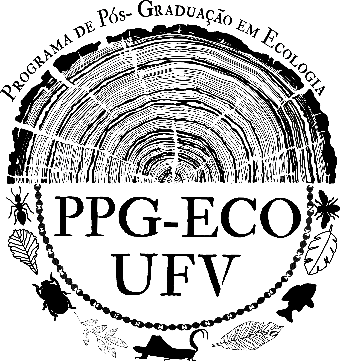 Programa de Pós- Graduação em Ecologia
PPG-ECO
UFV